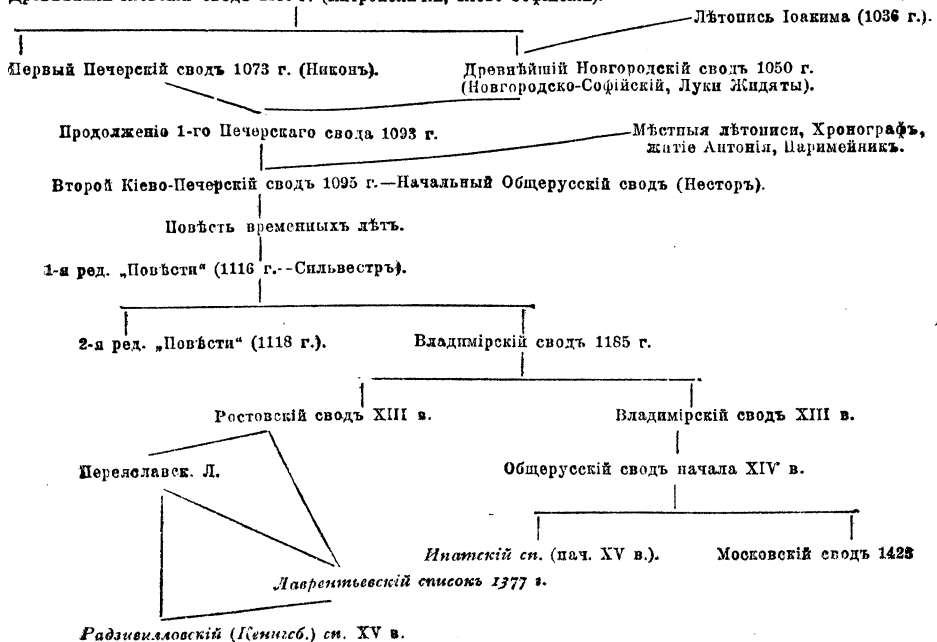 Лѣтопись Іоакима (1036 г.).
Первый Печерскій сводъ 1073 г. (Никонъ).
Древнѣйшій Новгородскій сводъ 1050 г.
(Новгородско-Софійскій, Луки Жидяты).
Продолженіо 1-го Печерскаго свода 1093 г.
Мѣстныя лѣтописи, Хронографъ,
житіе Антонія, Паримейник.
Второй Кіево-Печерскій сводъ 1095 г.—Начальный Общерусскій сводъ (Несторъ).
Повѣсть временныхъ лѣтъ.
1-я ред. „Повѣсти“ (1116 г.--Сильвестръ).
2-я ред. „Повѣсти“ (1118 г.).
Владимірскій сводъ 1185 г.
Ростовскій сводъ XIII в.
Владимірскій сводъ XIII в.
Переяславск. Л.
Общерусскій сводъ начала XIV в.
Ипатскій сп. (нач. XV в.).
Московскій сводъ 1423
Лаврентьевскій списокъ 1377 г.
Радзивилловскій (Кенигсб.) сп. XV в.